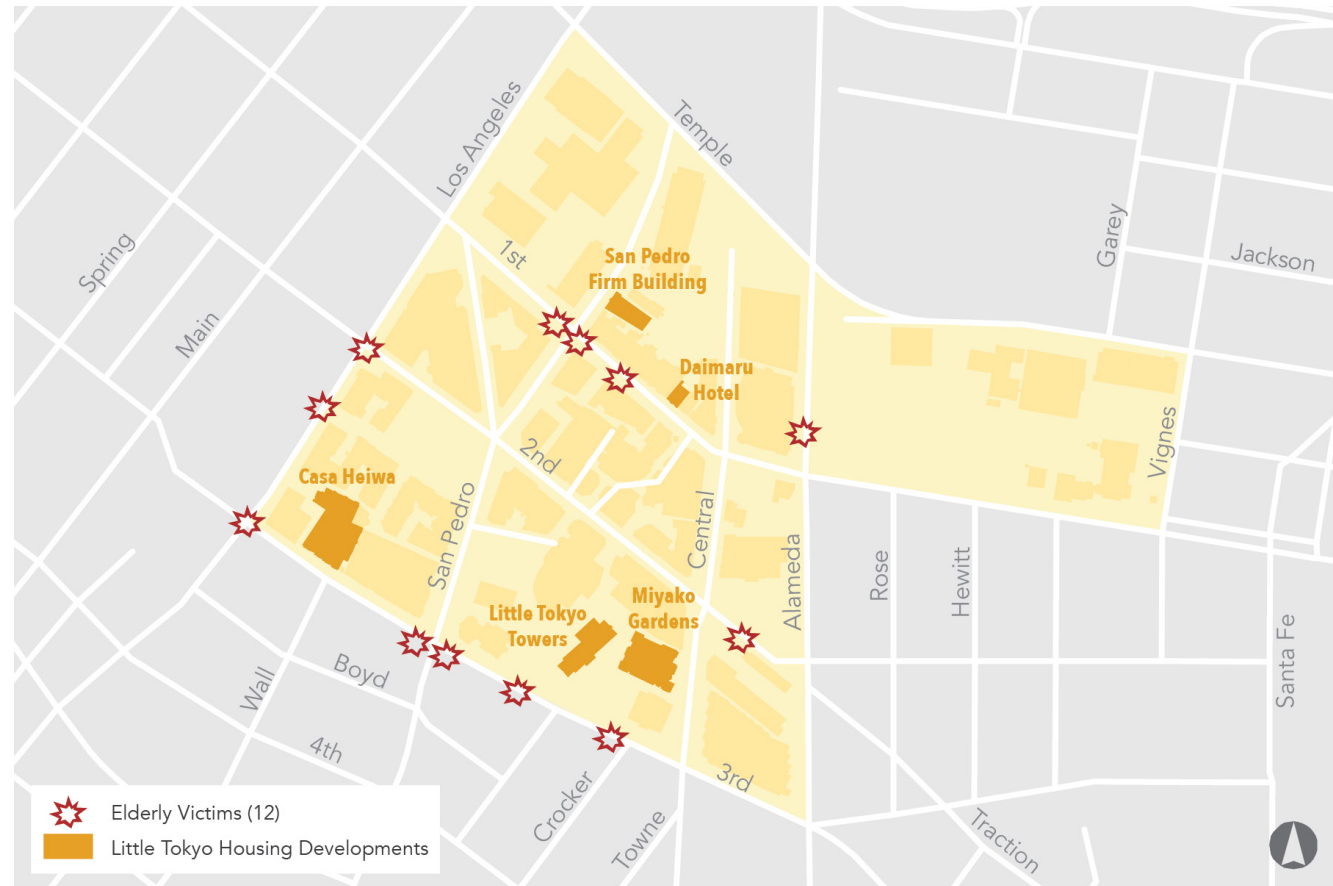 Los Angeles
Temple
Spring
Main
1st
Garey
Jackson
San Pedro
Firm Building
Daimaru
Hotel
2nd
Casa Heiwa
San Pedro
Central
Alameda
Vignes
Rose
Hewitt
Little Tokyo
Towers
Miyako
Gardens
Santa Fe
Wall
Boyd
4th
Crocker
Towne
3rd
Traction
Elderly Victims (12)
Little Tokyo Housing Developments